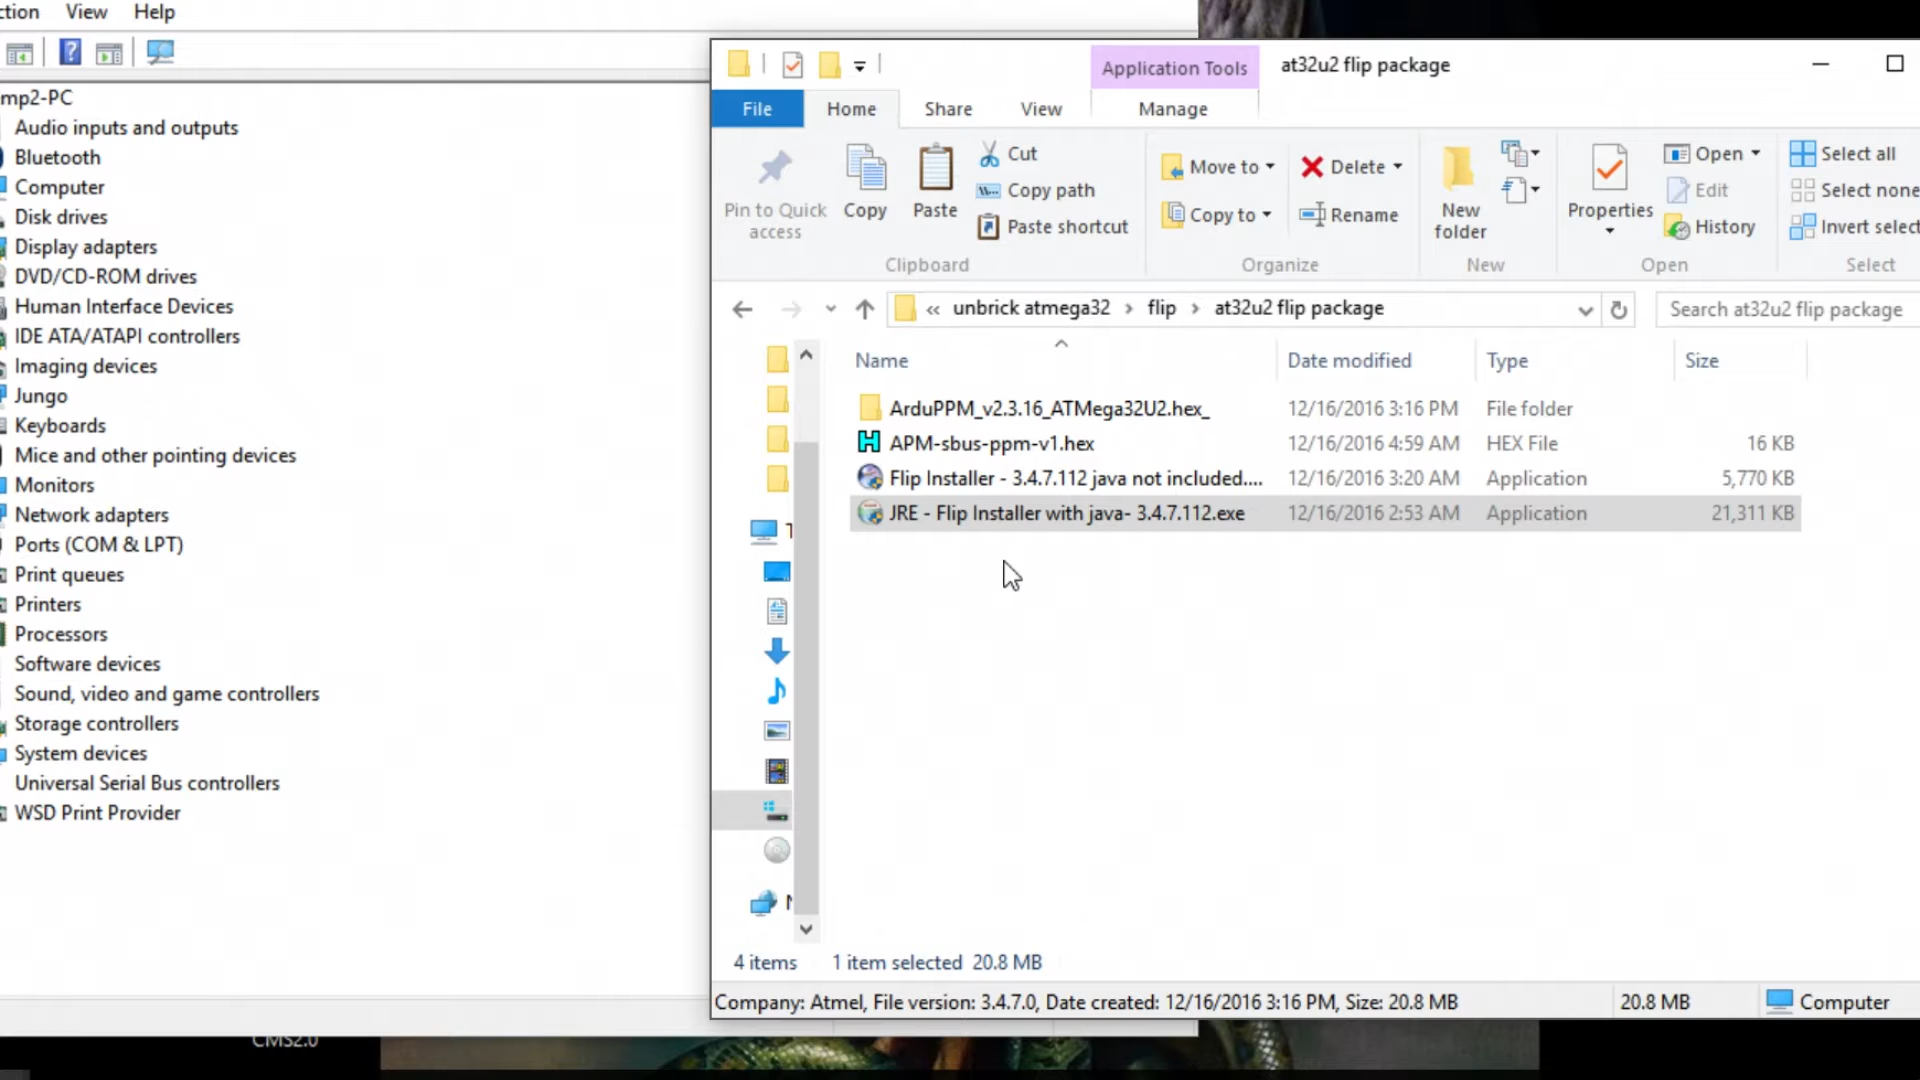 ction View Help
mp2-PC
Audio inputs and outputs
Bluetooth
Computer
Disk drives
Display adapters
DVD/CD-ROM drives
Human Interface Devices
IDE ATA/ATAPI controllers
Imaging devices
Jungo
Keyboards
Mice and other pointing devices
Monitors
Network adapters
Ports (COM & LPT)
Print queues
Printers
Processors
Software devices
Sound, video and game controllers
Storage controllers
System devices
Universal Serial Bus controllers
WSD Print Provider
CMS2.0
Application Tools at32u2 flip package
File Home Share View Manage
Pin to Quick access
Copy
Paste
Cut
Copy path
Paste shortcut
Clipboard
Move to
Copy to
Delete
Rename
Organize
New folder
New
Properties
Open
Edit
History
Open
Select all
Select none
Invert select
Select
« unbrick atmega32 › flip › at32u2 flip package
Search at32u2 flip package
Name Date modified Type Size
ArduPPM_v2.3.16_ATMega32U2.hex_ 12/16/2016 3:16 PM File folder
APM-sbus-ppm-v1.hex 12/16/2016 4:59 AM HEX File 16 KB
Flip Installer - 3.4.7.112 java not included.... 12/16/2016 3:20 AM Application 5,770 KB
JRE - Flip Installer with java- 3.4.7.112.exe 12/16/2016 2:53 AM Application 21,311 KB
4 items 1 item selected 20.8 MB
Company: Atmel, File version: 3.4.7.0, Date created: 12/16/2016 3:16 PM, Size: 20.8 MB 20.8 MB Computer